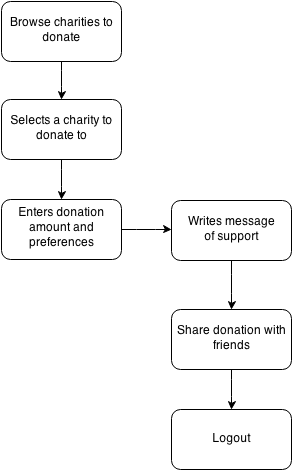 Browse charities to
donate
Selects a charity to
donate to
Enters donation
amount and
preferences
Writes message
of support
Share donation with
friends
Logout